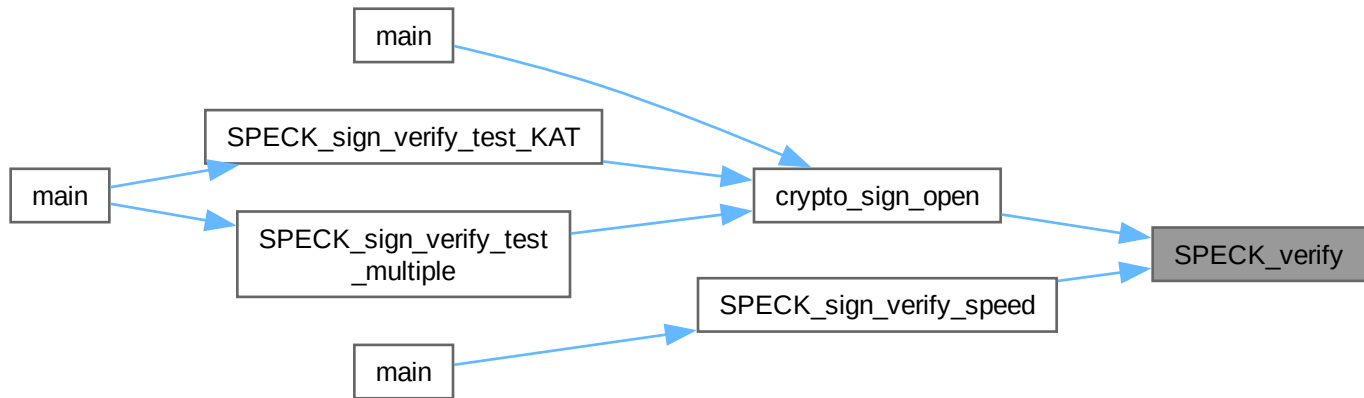 main
SPECK_sign_verify_test_KAT
main
crypto_sign_open
SPECK_sign_verify_test
_multiple
SPECK_verify
SPECK_sign_verify_speed
main